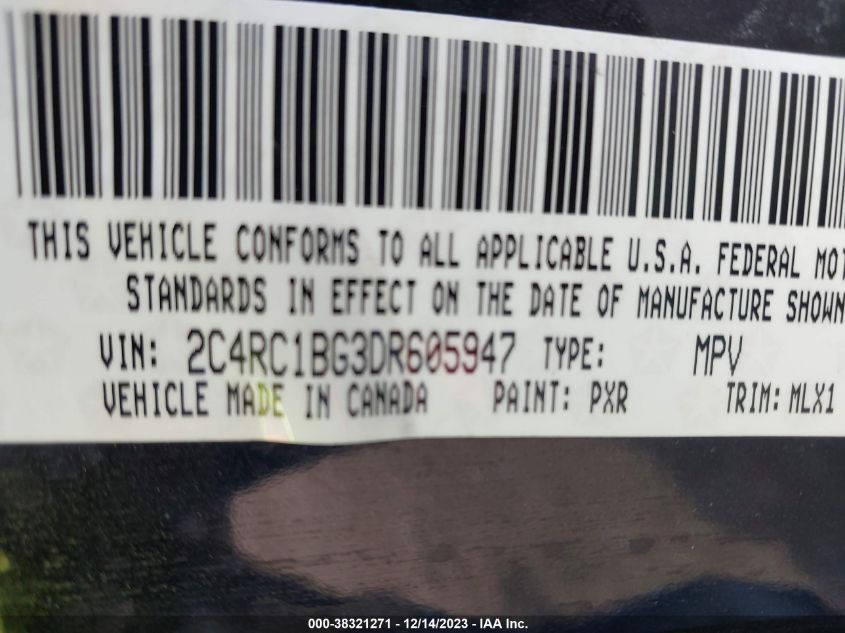 THIS VEHICLE CONFORMS TO ALL APPLICABLE U.S.A. FEDERAL MOT
STANDARDS IN EFFECT ON THE DATE OF MANUFACTURE SHOWN
VIN: 2C4RC1BG3DR605947 TYPE: MPV
VEHICLE MADE IN CANADA PAINT: PXR TRIM: MLX1
000-38321271 - 12/14/2023 - IAA Inc.